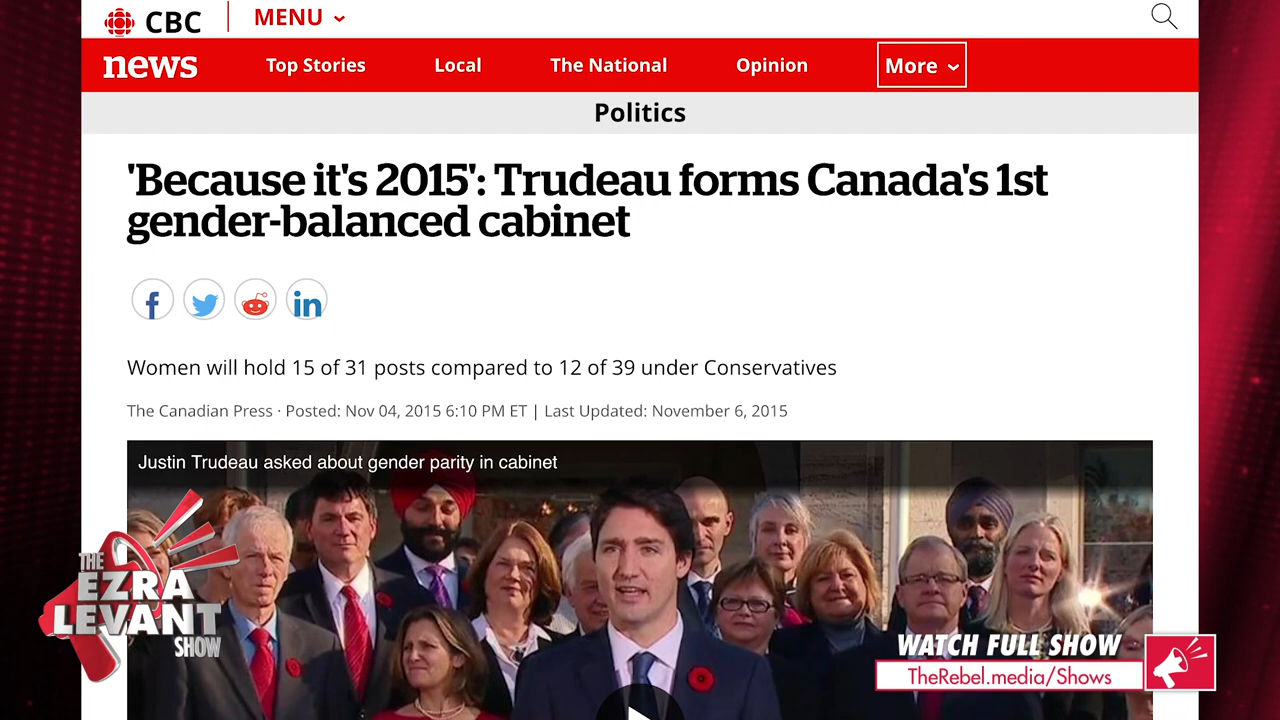 CBC
MENU
news
Top Stories
Local
The National
Opinion
More
Politics
'Because it's 2015': Trudeau forms Canada's 1st
gender-balanced cabinet
Women will hold 15 of 31 posts compared to 12 of 39 under Conservatives
The Canadian Press · Posted: Nov 04, 2015 6:10 PM ET | Last Updated: November 6, 2015
Justin Trudeau asked about gender parity in cabinet
THE
EZRA
LEVANT
SHOW
WATCH FULL SHOW
TheRebel.media/Shows